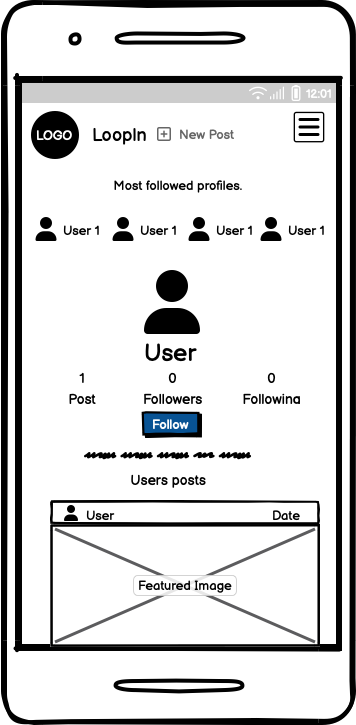 12:01
LOGO LoopIn New Post
Most followed profiles.
User 1 User 1 User 1 User 1
User
1 0 0
Post Followers Following
Follow
Users posts
User Date
Featured Image